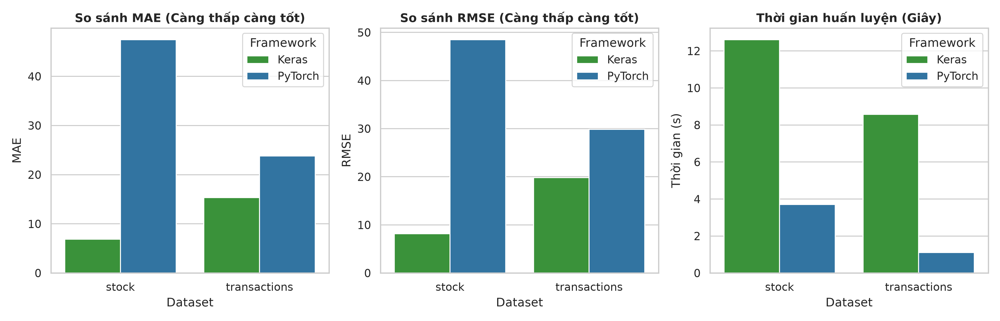 So sánh MAE (Càng thấp càng tốt)
MAE
40
30
20
10
0
Framework
Keras
PyTorch
stock
transactions
Dataset
So sánh RMSE (Càng thấp càng tốt)
RMSE
50
40
30
20
10
0
Framework
Keras
PyTorch
stock
transactions
Dataset
Thời gian huấn luyện (Giây)
Thời gian (s)
12
10
8
6
4
2
0
Framework
Keras
PyTorch
stock
transactions
Dataset